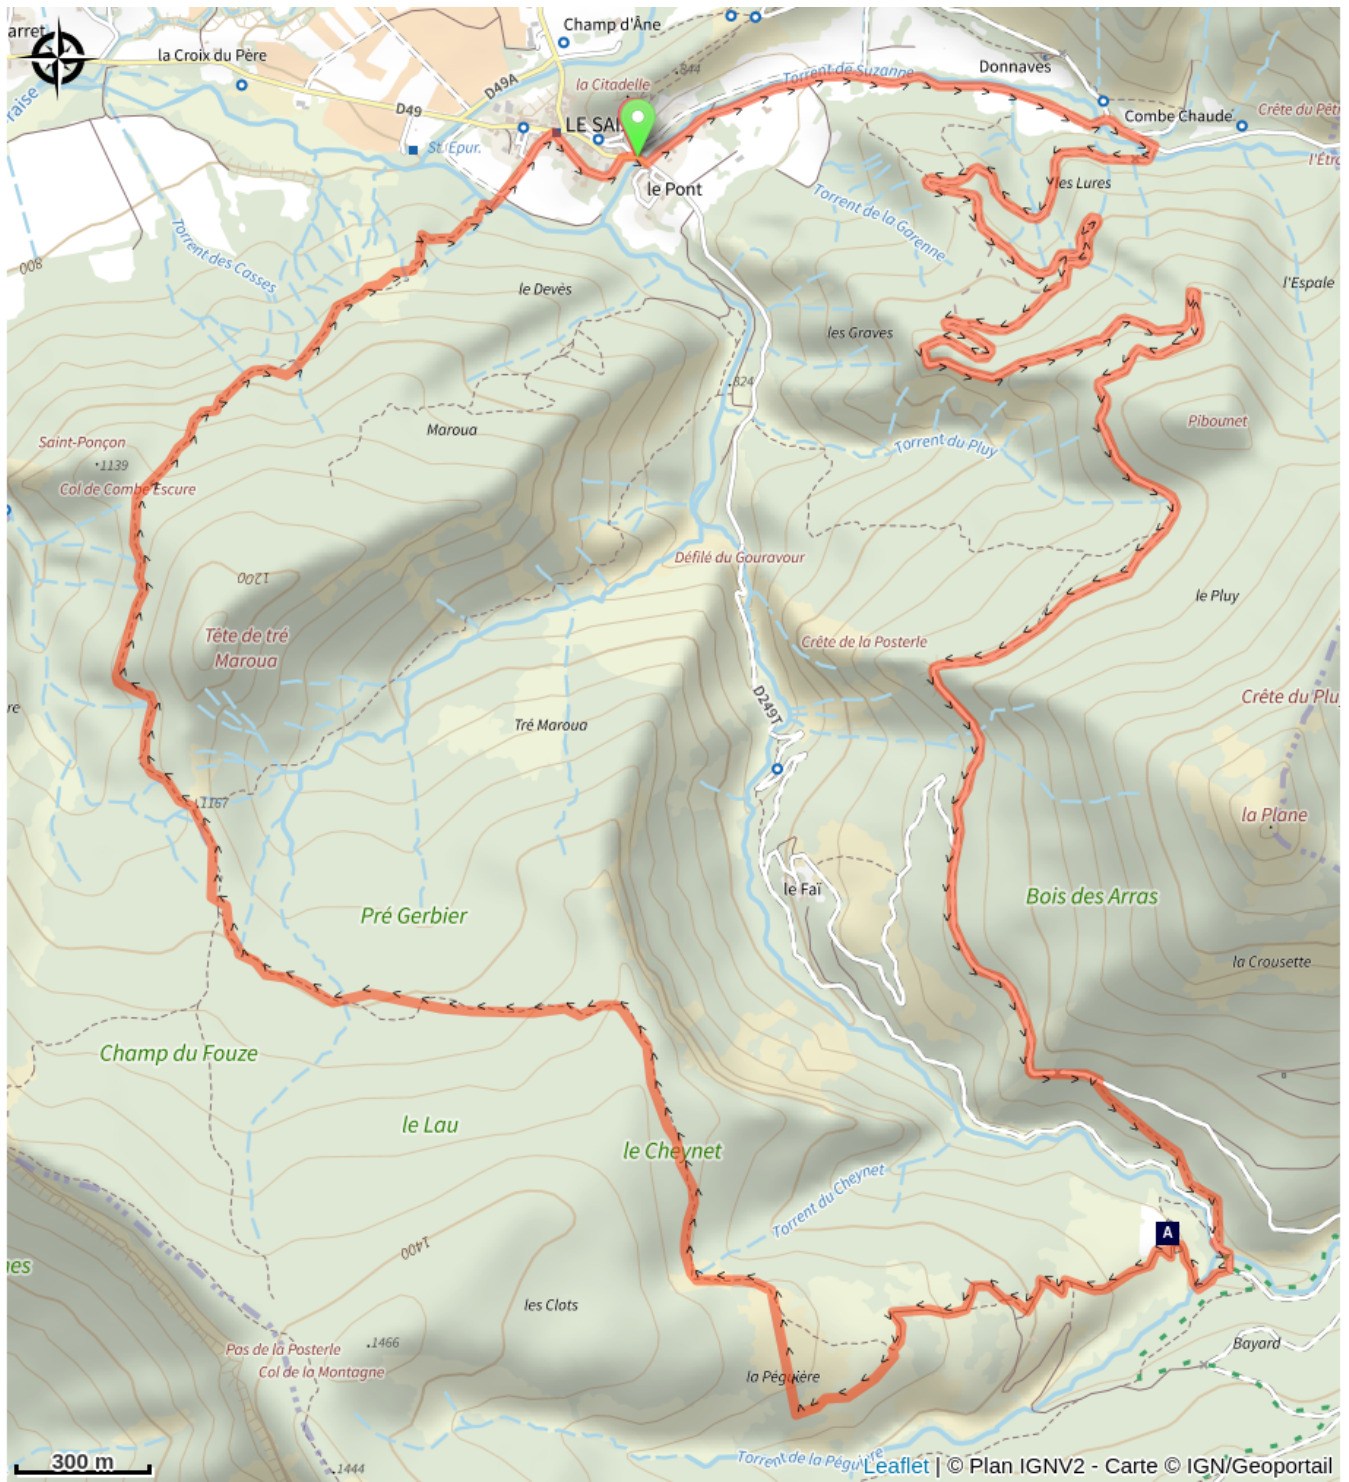 Champ d'Âne
la Croix du Père
la Citadelle
844
Torrent de Suzanne
Donnaves
D49A
D49
LE SAI
Combe Chaude
Crête du Pét
l'Étro
St. Épur.
le Pont
les Lures
Torrent des Casses
Torrent de la Garenne
800
le Devès
l'Espale
les Graves
824
Maroua
Pibounet
Torrent du Pluy
Saint-Ponçon
1139
Col de Combe Escure
Défilé du Gouravour
1200
le Pluy
Tête de tré
Maroua
Crête de la Posterle
Crête du Plu
D249T
Tré Maroua
re
1167
la Plane
le Faï
Bois des Arras
Pré Gerbier
la Crousette
Champ du Fouze
le Lau
le Cheynet
Torrent du Cheynet
A
1400
nes
les Clots
Bayard
Pas de la Posterle
1466
Col de la Montagne
la Péguière
300 m
1444
Torrent de la Péguière
Leaflet | © Plan IGNV2 - Carte © IGN/Geoportail